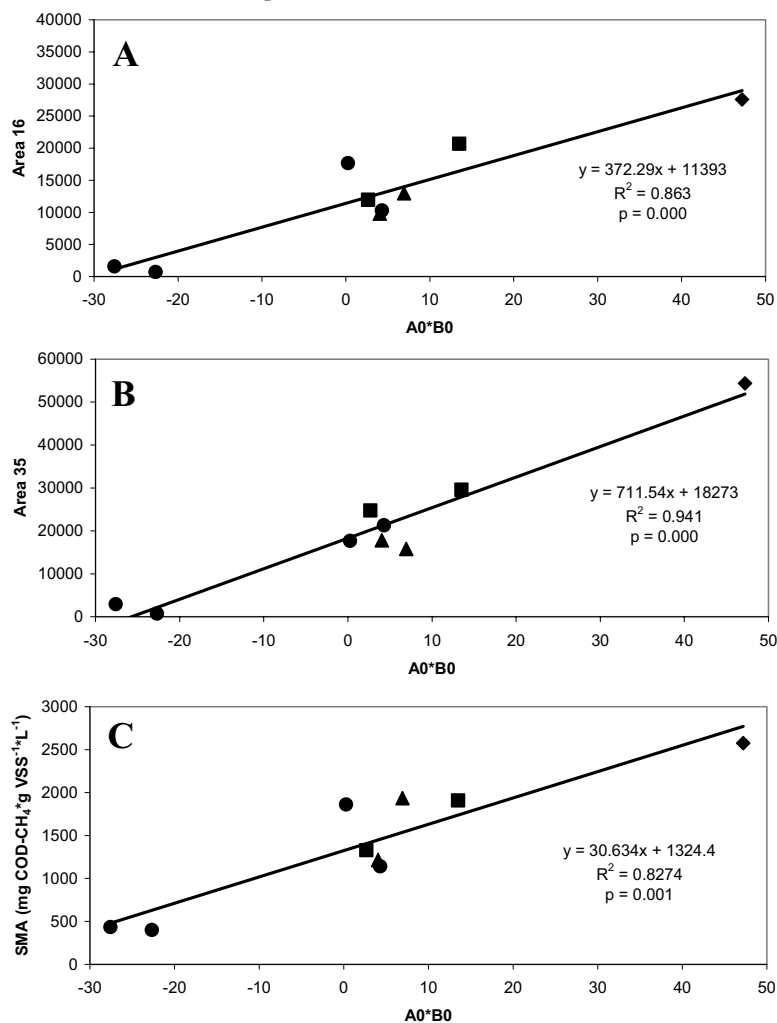 40000
35000
30000
25000
20000
15000
10000
5000
0
Area 16
A
y = 372.29x + 11393
R² = 0.863
p = 0.000
-30 -20 -10 0 10 20 30 40 50
A0*B0
60000
50000
40000
30000
20000
10000
0
Area 35
B
y = 711.54x + 18273
R² = 0.941
p = 0.000
-30 -20 -10 0 10 20 30 40 50
A0*B0
3000
2500
2000
1500
1000
500
0
SMA (mg COD-CH₄*g VSS⁻¹*L⁻¹)
C
y = 30.634x + 1324.4
R² = 0.8274
p = 0.001
-30 -20 -10 0 10 20 30 40 50
A0*B0